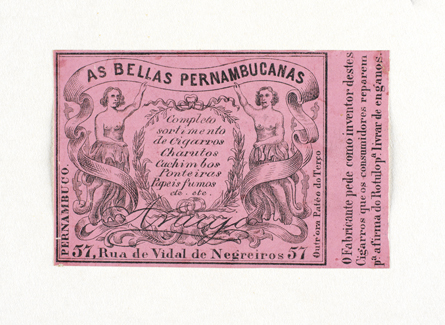 AS BELLAS PERNAMBUCANAS
Completo
sortimento
de Cigarros
Charutos
Cachimbos
Ponteiras
Papeis fumos
&. etc.
PERNAMBUCO.
57, Rua de Vidal de Negreiros 57
Outr'ora Pateo do Terço
O Fabricante pede como inventor destes
Cigarros que os consumidores reparem
pª a firma do Rotulo pª livrar de enganos.